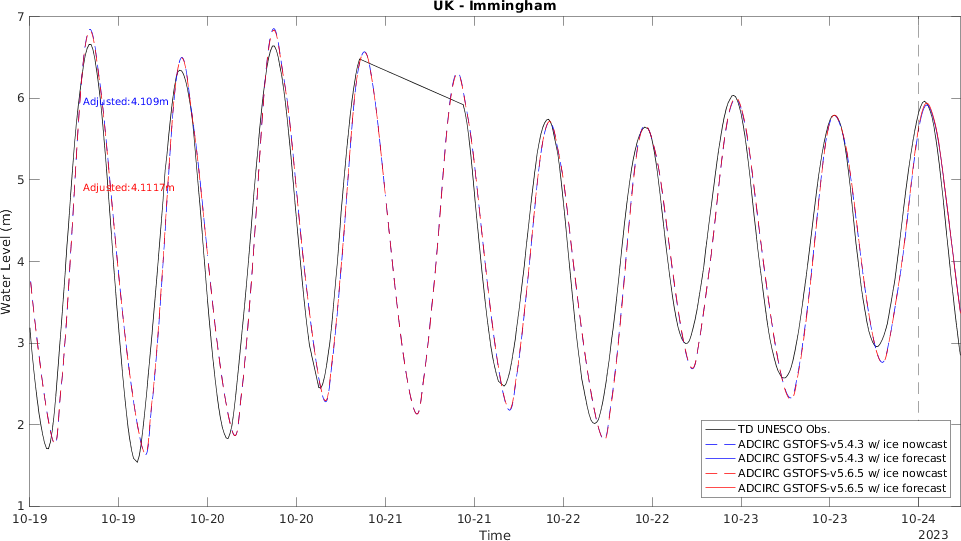 UK - Immingham
7
6
5
4
3
2
1
Water Level (m)
Adjusted:4.109m
Adjusted:4.1117m
TD UNESCO Obs.
ADCIRC GSTOFS-v5.4.3 w/ ice nowcast
ADCIRC GSTOFS-v5.4.3 w/ ice forecast
ADCIRC GSTOFS-v5.6.5 w/ ice nowcast
ADCIRC GSTOFS-v5.6.5 w/ ice forecast
10-19 10-19 10-20 10-20 10-21 10-21 10-22 10-22 10-23 10-23 10-24
Time
2023